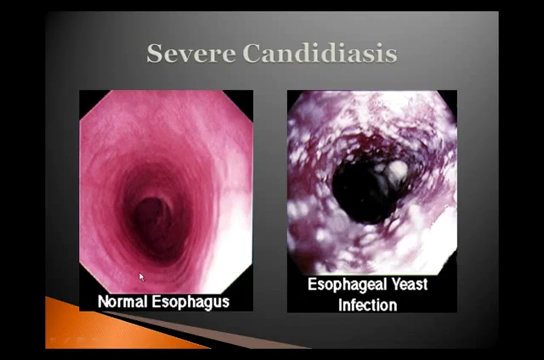 Severe Candidiasis
Normal Esophagus
Esophageal Yeast
Infection